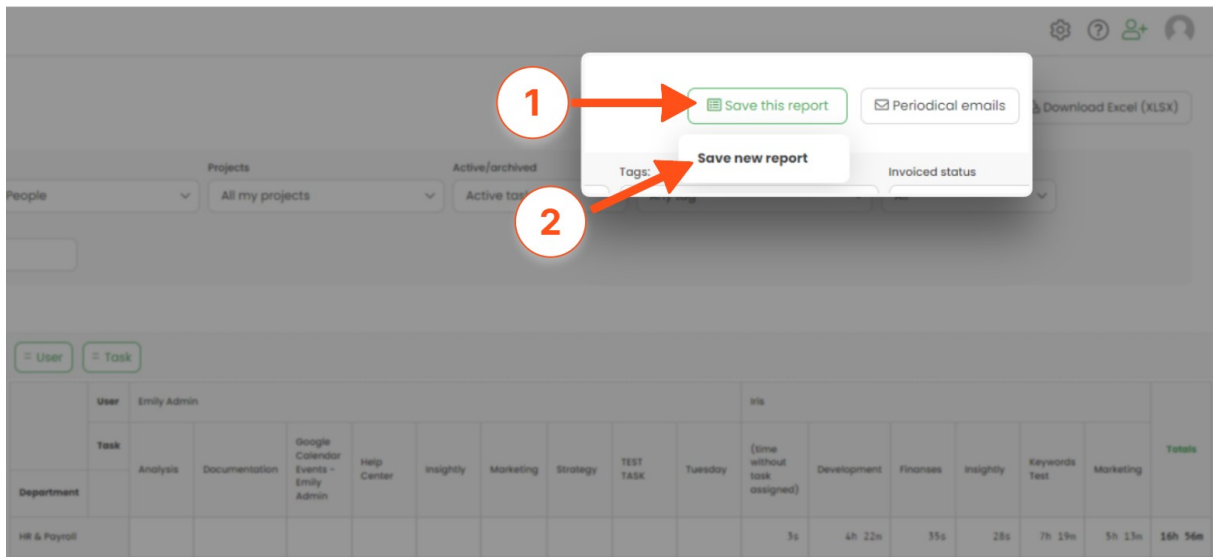 1
Save this report
Periodical emails
Download Excel (XLSX)
Save new report
2
Projects
Active/archived
Tags:
Invoiced status
People
All my projects
Active tas
Any tag
All
= User
= Task
User
Emily Admin
Iris
Task
Analysis
Documentation
Google
Calendar
Events -
Emily
Admin
Help
Center
Insightly
Marketing
Strategy
TEST
TASK
Tuesday
(time
without
task
assigned)
Development
Finanses
Insightly
Keywords
Test
Marketing
Totals
Department
HR & Payroll
3s
4h 22m
35s
28s
7h 19m
5h 13m
16h 56m